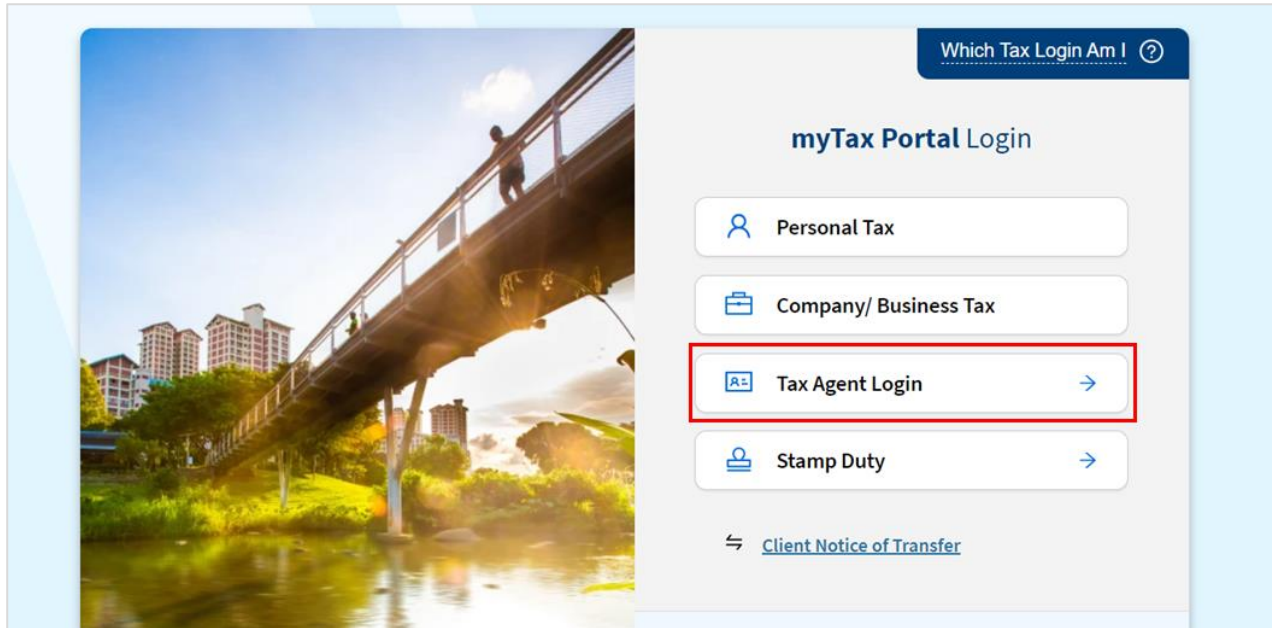 Which Tax Login Am I
myTax Portal Login
Personal Tax
Company/ Business Tax
Tax Agent Login
Stamp Duty
Client Notice of Transfer